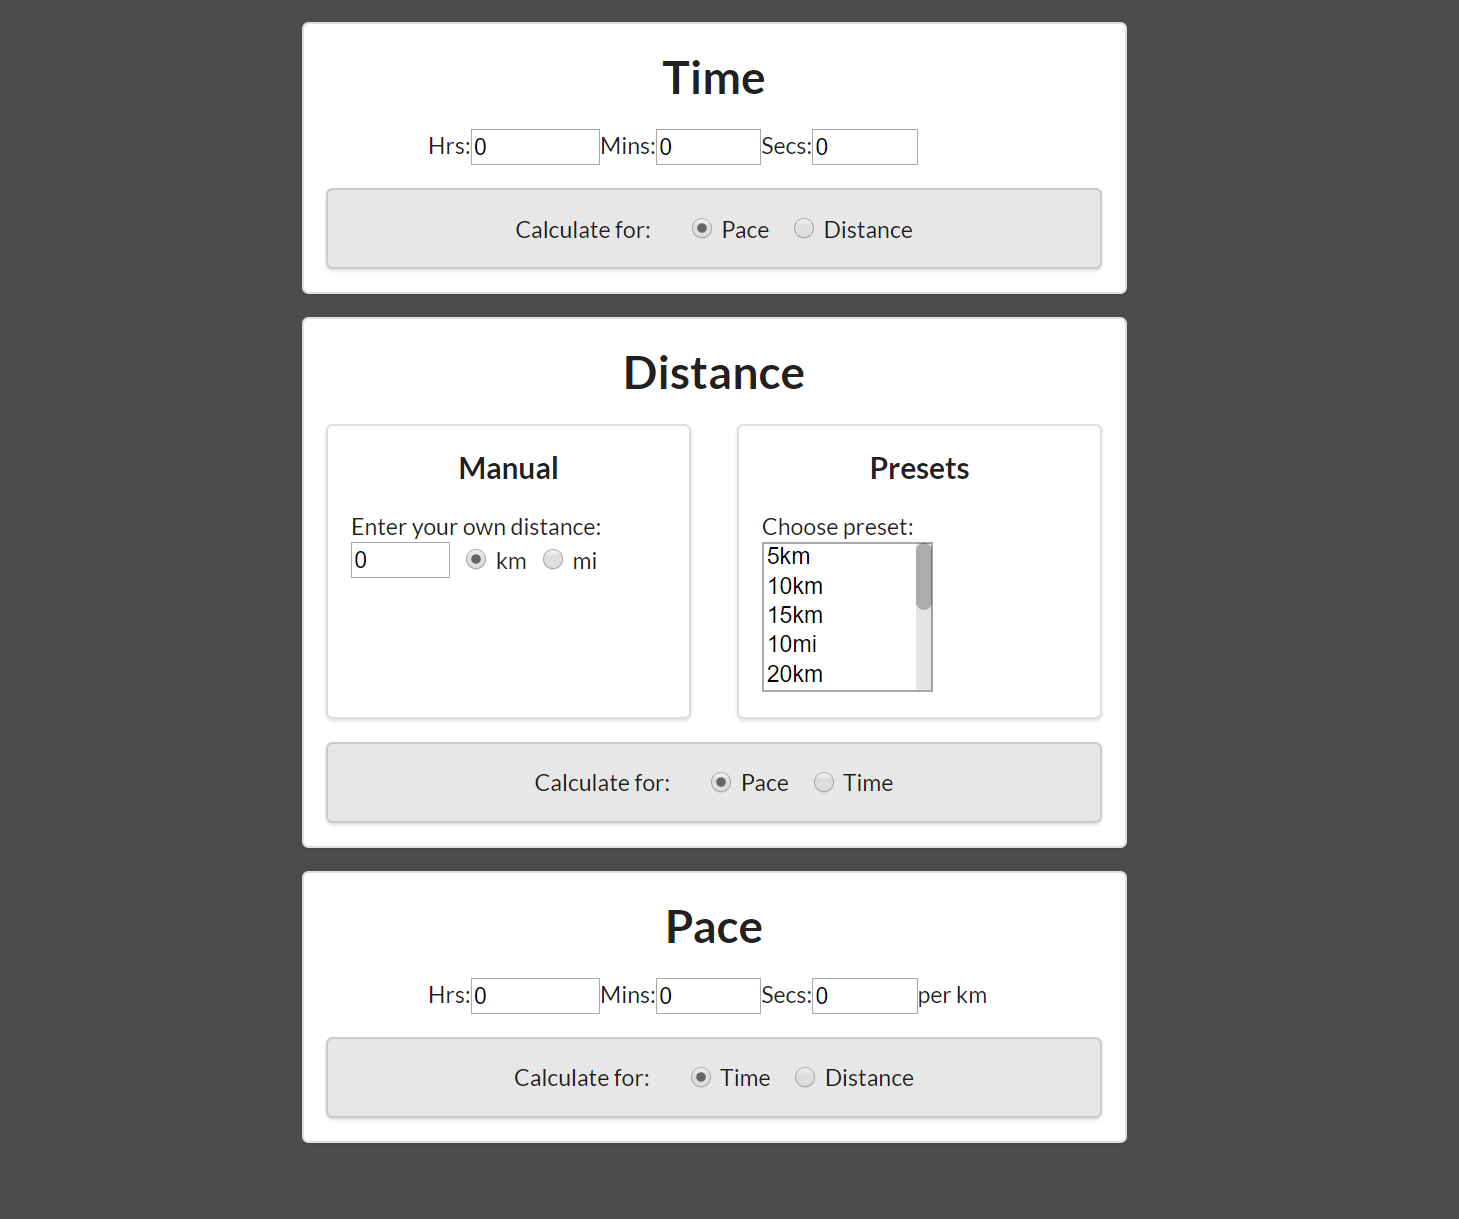 Time
Hrs: 0 Mins: 0 Secs: 0
Calculate for: Pace Distance
Distance
Manual
Enter your own distance:
0 km mi
Presets
Choose preset:
5km
10km
15km
10mi
20km
Calculate for: Pace Time
Pace
Hrs: 0 Mins: 0 Secs: 0 per km
Calculate for: Time Distance